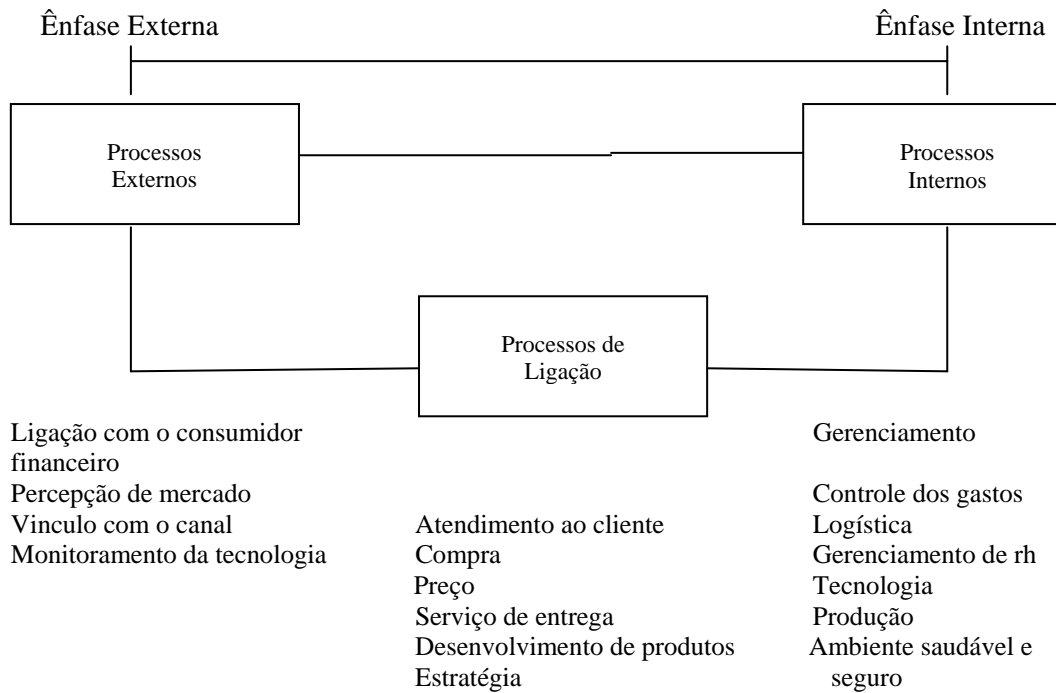 Ênfase Externa
Ênfase Interna
Processos
Externos
Processos
Internos
Processos de
Ligação
Ligação com o consumidor
financeiro
Percepção de mercado
Vinculo com o canal
Monitoramento da tecnologia
Atendimento ao cliente
Compra
Preço
Serviço de entrega
Desenvolvimento de produtos
Estratégia
Gerenciamento
Controle dos gastos
Logística
Gerenciamento de rh
Tecnologia
Produção
Ambiente saudável e
seguro